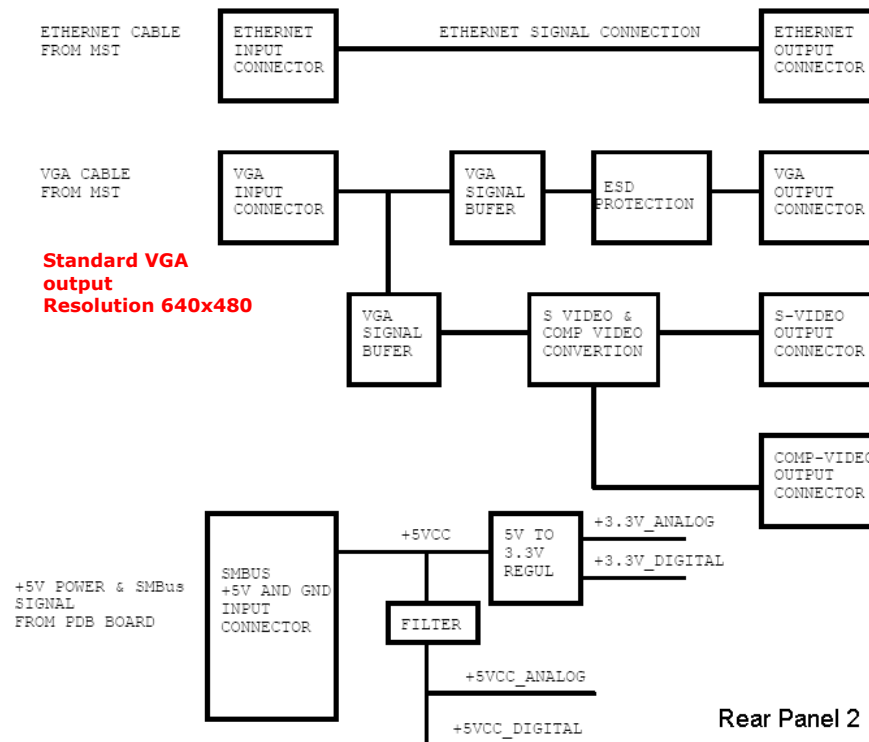 ETHERNET CABLE
FROM MST
ETHERNET
INPUT
CONNECTOR
ETHERNET SIGNAL CONNECTION
ETHERNET
OUTPUT
CONNECTOR
VGA CABLE
FROM MST
VGA
INPUT
CONNECTOR
VGA
SIGNAL
BUFER
ESD
PROTECTION
VGA
OUTPUT
CONNECTOR
Standard VGA
output
Resolution 640x480
VGA
SIGNAL
BUFER
S VIDEO &
COMP VIDEO
CONVERTION
S-VIDEO
OUTPUT
CONNECTOR
COMP-VIDEO
OUTPUT
CONNECTOR
+5V POWER & SMBus
SIGNAL
FROM PDB BOARD
SMBUS
+5V AND GND
INPUT
CONNECTOR
+5VCC
5V TO
3.3V
REGUL
+3.3V_ANALOG
+3.3V_DIGITAL
FILTER
+5VCC_ANALOG
+5VCC_DIGITAL
Rear Panel 2